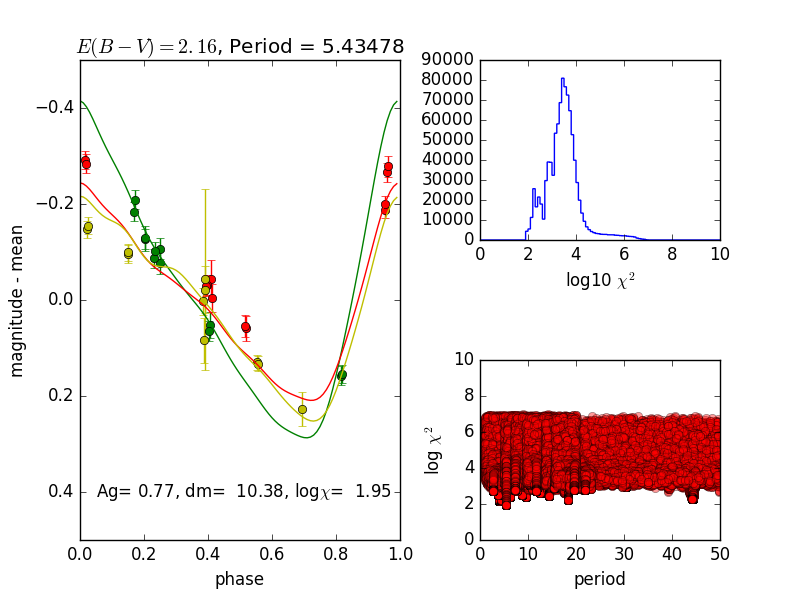 E(B−V)=2.16, Period = 5.43478
−0.4
−0.2
0.0
0.2
0.4
magnitude - mean
Ag= 0.77, dm= 10.38, logχ= 1.95
0.0 0.2 0.4 0.6 0.8 1.0
phase
90000
80000
70000
60000
50000
40000
30000
20000
10000
0
0 2 4 6 8 10
log10 χ²
10
8
6
4
2
0
log χ²
0 10 20 30 40 50
period